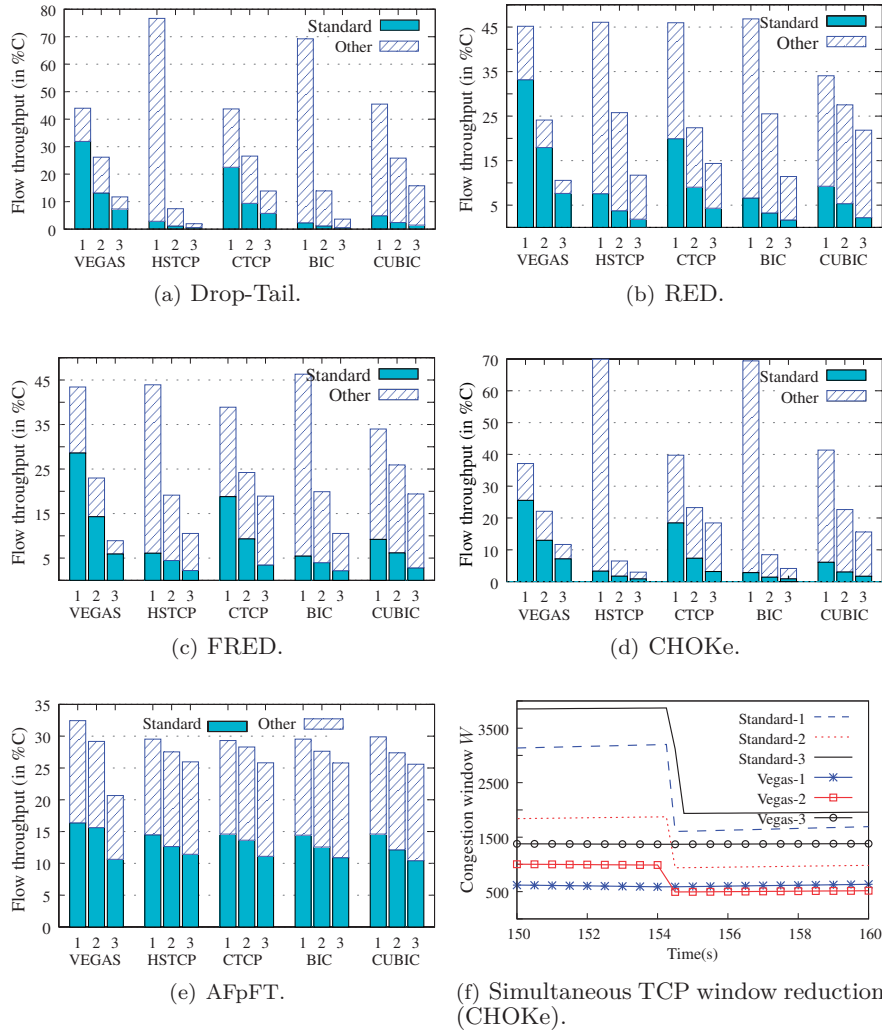 80
70
60
50
40
30
20
10
0
Flow throughput (in %C)
Standard
Other
1 2 3 1 2 3 1 2 3 1 2 3 1 2 3
VEGAS HSTCP CTCP BIC CUBIC
(a) Drop-Tail.
45
35
25
15
5
Flow throughput (in %C)
Standard
Other
1 2 3 1 2 3 1 2 3 1 2 3 1 2 3
VEGAS HSTCP CTCP BIC CUBIC
(b) RED.
45
35
25
15
5
Flow throughput (in %C)
Standard
Other
1 2 3 1 2 3 1 2 3 1 2 3 1 2 3
VEGAS HSTCP CTCP BIC CUBIC
(c) FRED.
70
60
50
40
30
20
10
0
Flow throughput (in %C)
Standard
Other
1 2 3 1 2 3 1 2 3 1 2 3 1 2 3
VEGAS HSTCP CTCP BIC CUBIC
(d) CHOKe.
35
30
25
20
15
10
5
0
Flow throughput (in %C)
Standard Other
1 2 3 1 2 3 1 2 3 1 2 3 1 2 3
VEGAS HSTCP CTCP BIC CUBIC
(e) AFpFT.
3500
2500
1500
500
Congestion window W
Standard-1
Standard-2
Standard-3
Vegas-1
Vegas-2
Vegas-3
150 152 154 156 158 160
Time(s)
(f) Simultaneous TCP window reduction
(CHOKe).